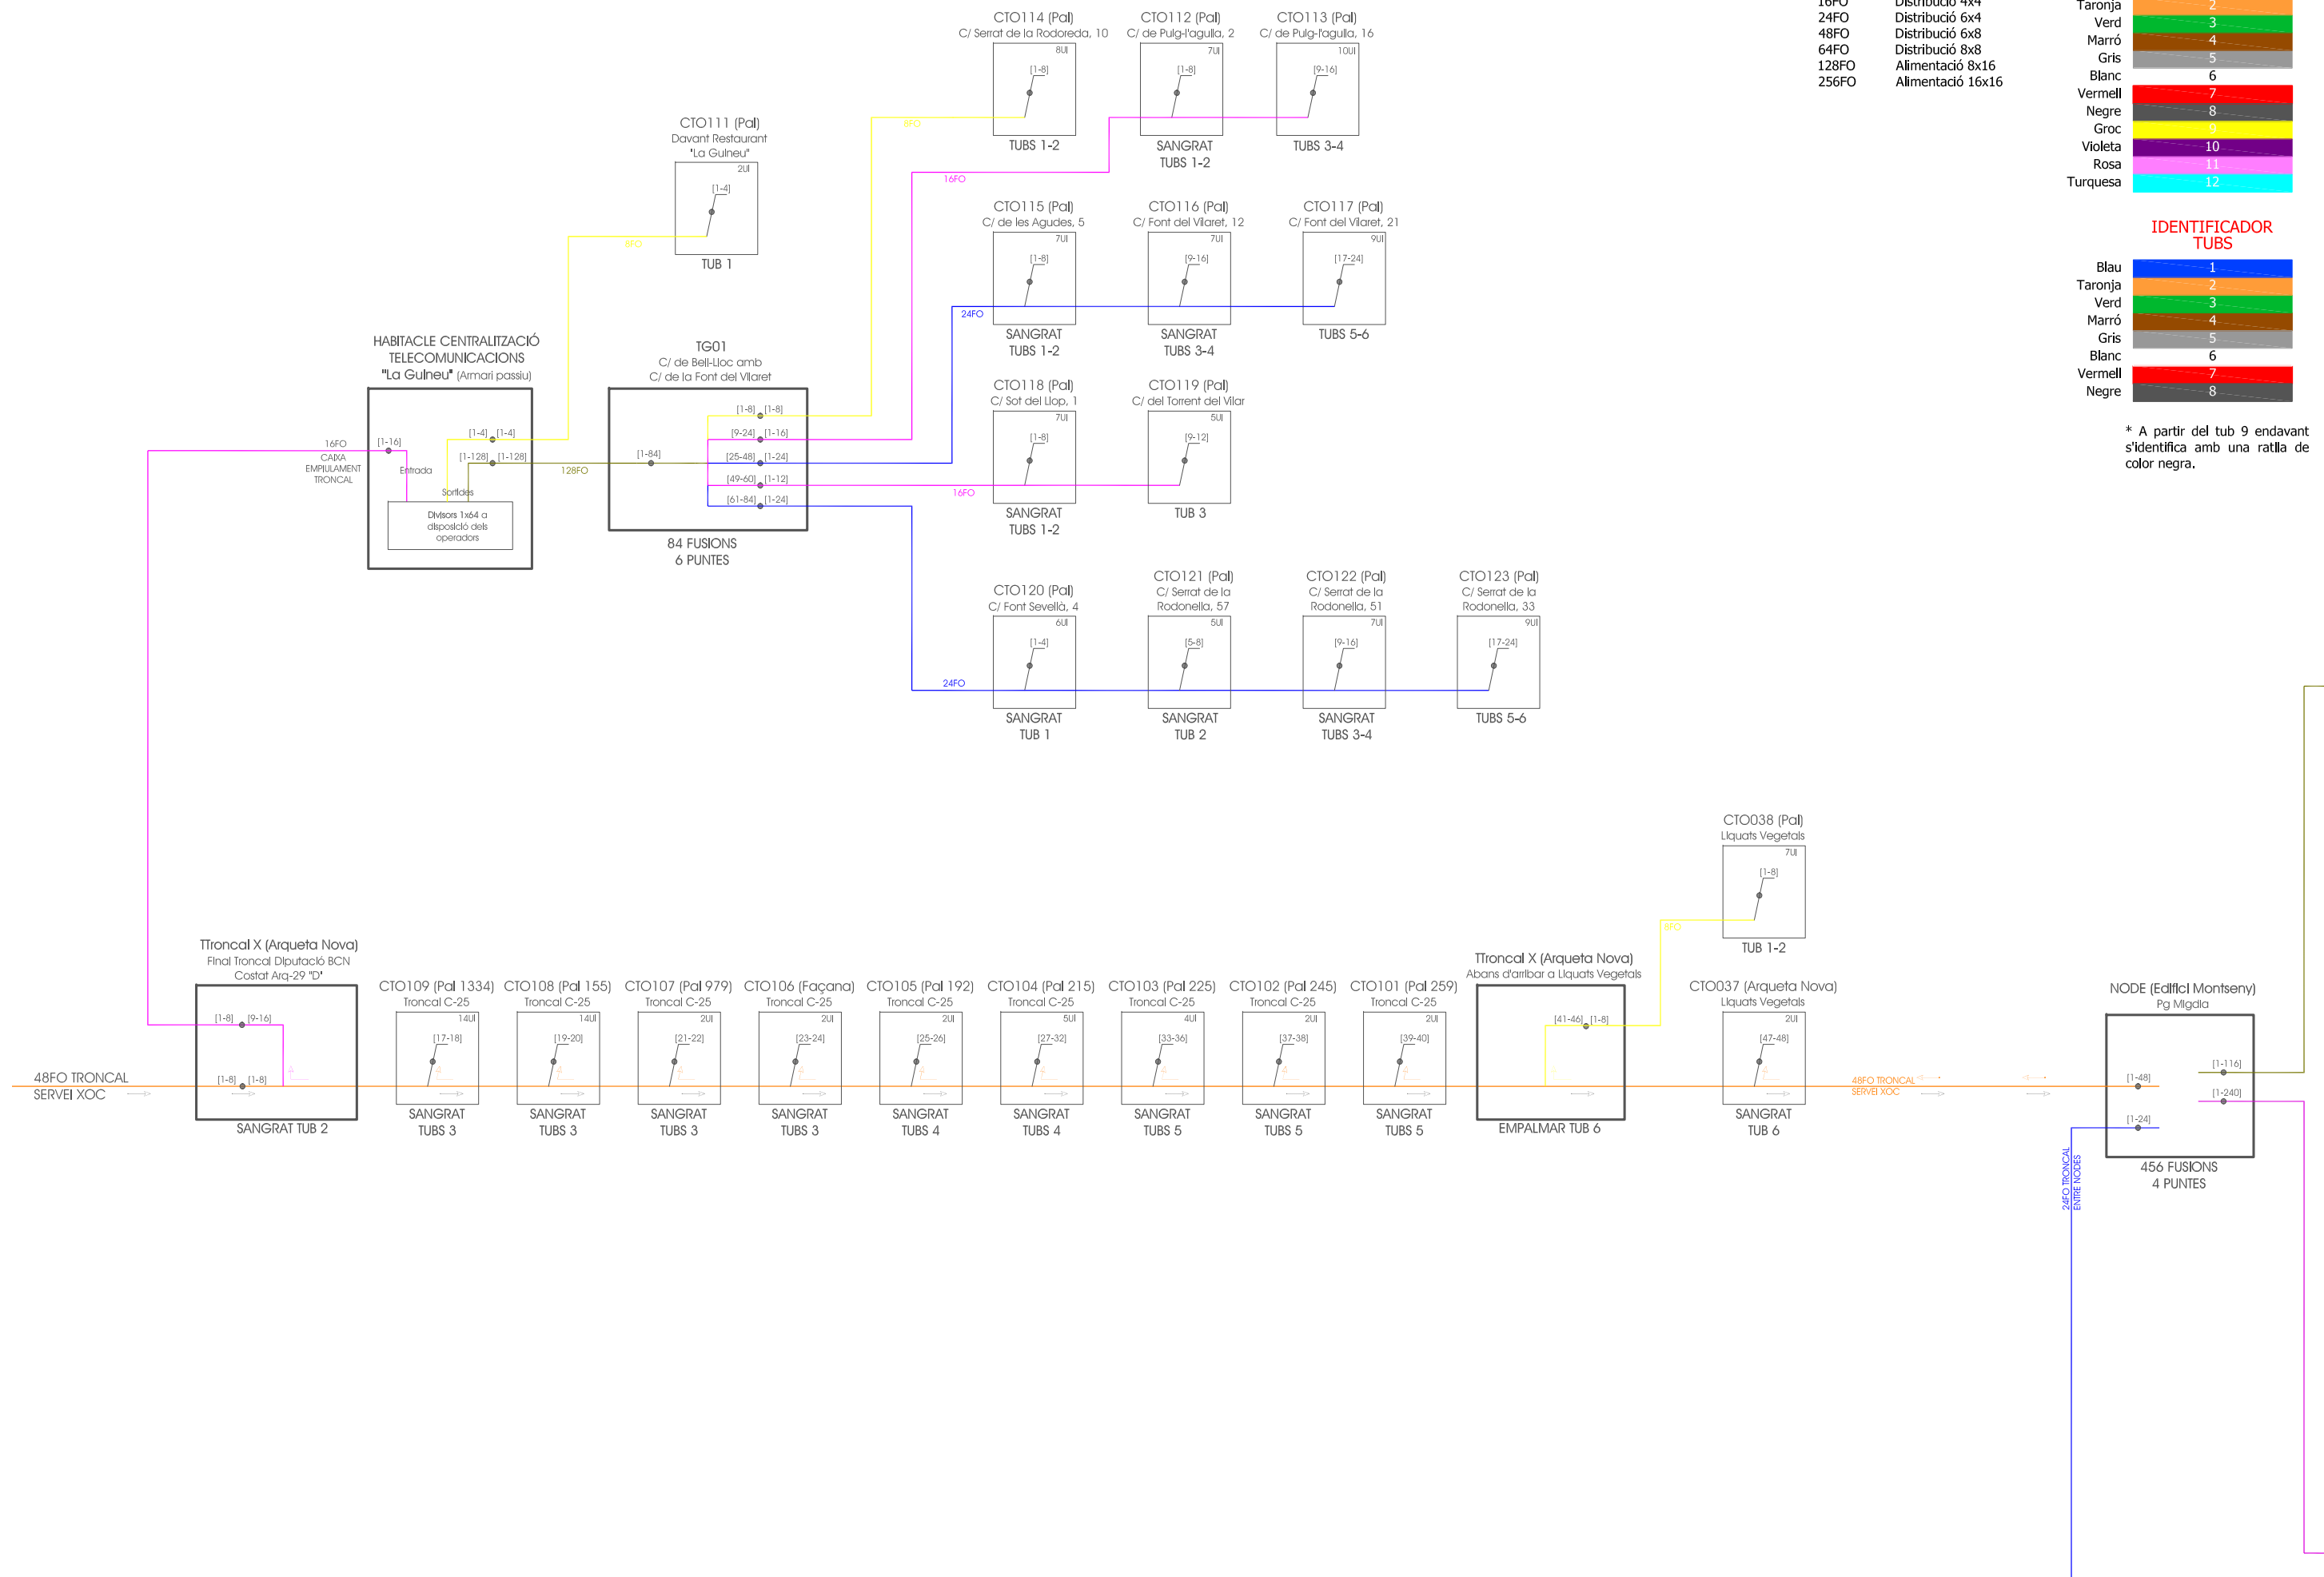 CTO114 (Pal)
C/ Serrat de la Rodoreda, 10
8UI
[1-8]
TUBS 1-2
8FO
CTO112 (Pal)
C/ de Puig-l'agulla, 2
7UI
[1-8]
SANGRAT
TUBS 1-2
CTO113 (Pal)
C/ de Puig-l'agulla, 16
10UI
[9-16]
TUBS 3-4
16FO
16FO Distribució 4x4
24FO Distribució 6x4
48FO Distribució 6x8
64FO Distribució 8x8
128FO Alimentació 8x16
256FO Alimentació 16x16
Taronja 2
Verd 3
Marró 4
Gris 5
Blanc 6
Vermell 7
Negre 8
Groc 9
Violeta 10
Rosa 11
Turquesa 12
IDENTIFICADOR
TUBS
Blau 1
Taronja 2
Verd 3
Marró 4
Gris 5
Blanc 6
Vermell 7
Negre 8
* A partir del tub 9 endavant
s'identifica amb una ratlla de
color negra.
CTO111 (Pal)
Davant Restaurant
"La Guineu"
2UI
[1-4]
TUB 1
8FO
CTO115 (Pal)
C/ de les Agudes, 5
7UI
[1-8]
SANGRAT
TUBS 1-2
24FO
CTO116 (Pal)
C/ Font del Vilaret, 12
7UI
[9-16]
SANGRAT
TUBS 3-4
CTO117 (Pal)
C/ Font del Vilaret, 21
9UI
[17-24]
TUBS 5-6
HABITACLE CENTRALITZACIÓ
TELECOMUNICACIONS
"La Guineu" (Armari passiu)
16FO
CAIXA
EMPIULAMENT
TRONCAL
[1-16]
Entrada
[1-4] [1-4]
[1-128] [1-128]
Sortides
Divisors 1x64 a
disposició dels
operadors
128FO
TG01
C/ de Bell-Lloc amb
C/ de la Font del Vilaret
[1-84]
[1-8] [1-8]
[9-24] [1-16]
[25-48] [1-24]
[49-60] [1-12]
[61-84] [1-24]
84 FUSIONS
6 PUNTES
CTO118 (Pal)
C/ Sot del Llop, 1
7UI
[1-8]
SANGRAT
TUBS 1-2
16FO
CTO119 (Pal)
C/ del Torrent del Vilar
5UI
[9-12]
TUB 3
CTO120 (Pal)
C/ Font Sevellà, 4
6UI
[1-4]
SANGRAT
TUB 1
24FO
CTO121 (Pal)
C/ Serrat de la
Rodonella, 57
5UI
[5-8]
SANGRAT
TUB 2
CTO122 (Pal)
C/ Serrat de la
Rodonella, 51
7UI
[9-16]
SANGRAT
TUBS 3-4
CTO123 (Pal)
C/ Serrat de la
Rodonella, 33
9UI
[17-24]
TUBS 5-6
CTO038 (Pal)
Liquats Vegetals
7UI
[1-8]
TUB 1-2
8FO
48FO TRONCAL
SERVEI XOC
TTroncal X (Arqueta Nova)
Final Troncal Diputació BCN
Costat Arq-29 "D"
[1-8] [9-16]
[1-8] [1-8]
SANGRAT TUB 2
CTO109 (Pal 1334)
Troncal C-25
14UI
[17-18]
SANGRAT
TUBS 3
CTO108 (Pal 155)
Troncal C-25
14UI
[19-20]
SANGRAT
TUBS 3
CTO107 (Pal 979)
Troncal C-25
2UI
[21-22]
SANGRAT
TUBS 3
CTO106 (Façana)
Troncal C-25
2UI
[23-24]
SANGRAT
TUBS 3
CTO105 (Pal 192)
Troncal C-25
2UI
[25-26]
SANGRAT
TUBS 4
CTO104 (Pal 215)
Troncal C-25
5UI
[27-32]
SANGRAT
TUBS 4
CTO103 (Pal 225)
Troncal C-25
4UI
[33-36]
SANGRAT
TUBS 5
CTO102 (Pal 245)
Troncal C-25
2UI
[37-38]
SANGRAT
TUBS 5
CTO101 (Pal 259)
Troncal C-25
2UI
[39-40]
SANGRAT
TUBS 5
TTroncal X (Arqueta Nova)
Abans d'arribar a Liquats Vegetals
[41-46] [1-8]
EMPALMAR TUB 6
CTO037 (Arqueta Nova)
Liquats Vegetals
2UI
[47-48]
SANGRAT
TUB 6
48FO TRONCAL
SERVEI XOC
NODE (Edifici Montseny)
Pg Migdia
[1-116]
[1-48]
[1-240]
[1-24]
456 FUSIONS
4 PUNTES
24FO TRONCAL
ENTRE NODES